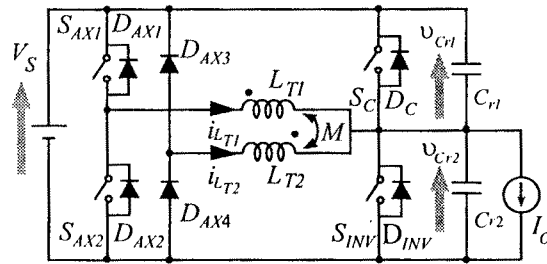 S_AX1 D_AX1
V_S
D_AX3
υ_Cr1
L_T1
S_C D_C
C_r1
i_LT1
M
υ_Cr2
L_T2
i_LT2
D_AX4
S_AX2 D_AX2
S_INV D_INV
C_r2
I_O